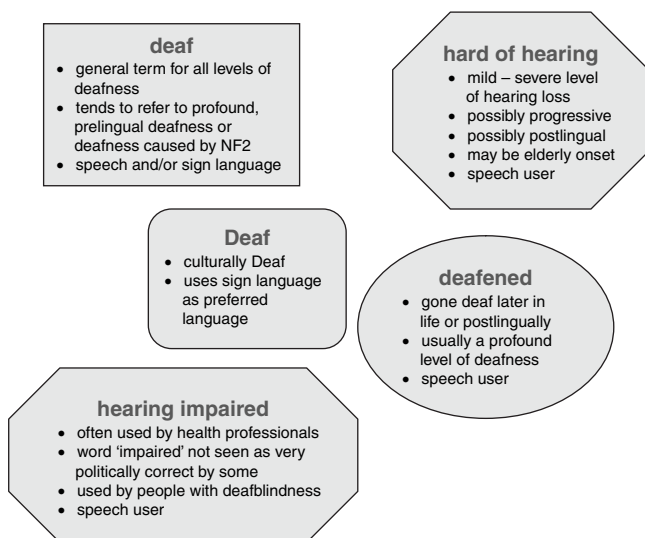 deaf
• general term for all levels of
deafness
• tends to refer to profound,
prelingual deafness or
deafness caused by NF2
• speech and/or sign language
hard of hearing
• mild – severe level
of hearing loss
• possibly progressive
• possibly postlingual
• may be elderly onset
• speech user
Deaf
• culturally Deaf
• uses sign language
as preferred
language
deafened
• gone deaf later in
life or postlingually
• usually a profound
level of deafness
• speech user
hearing impaired
• often used by health professionals
• word ‘impaired’ not seen as very
politically correct by some
• used by people with deafblindness
• speech user